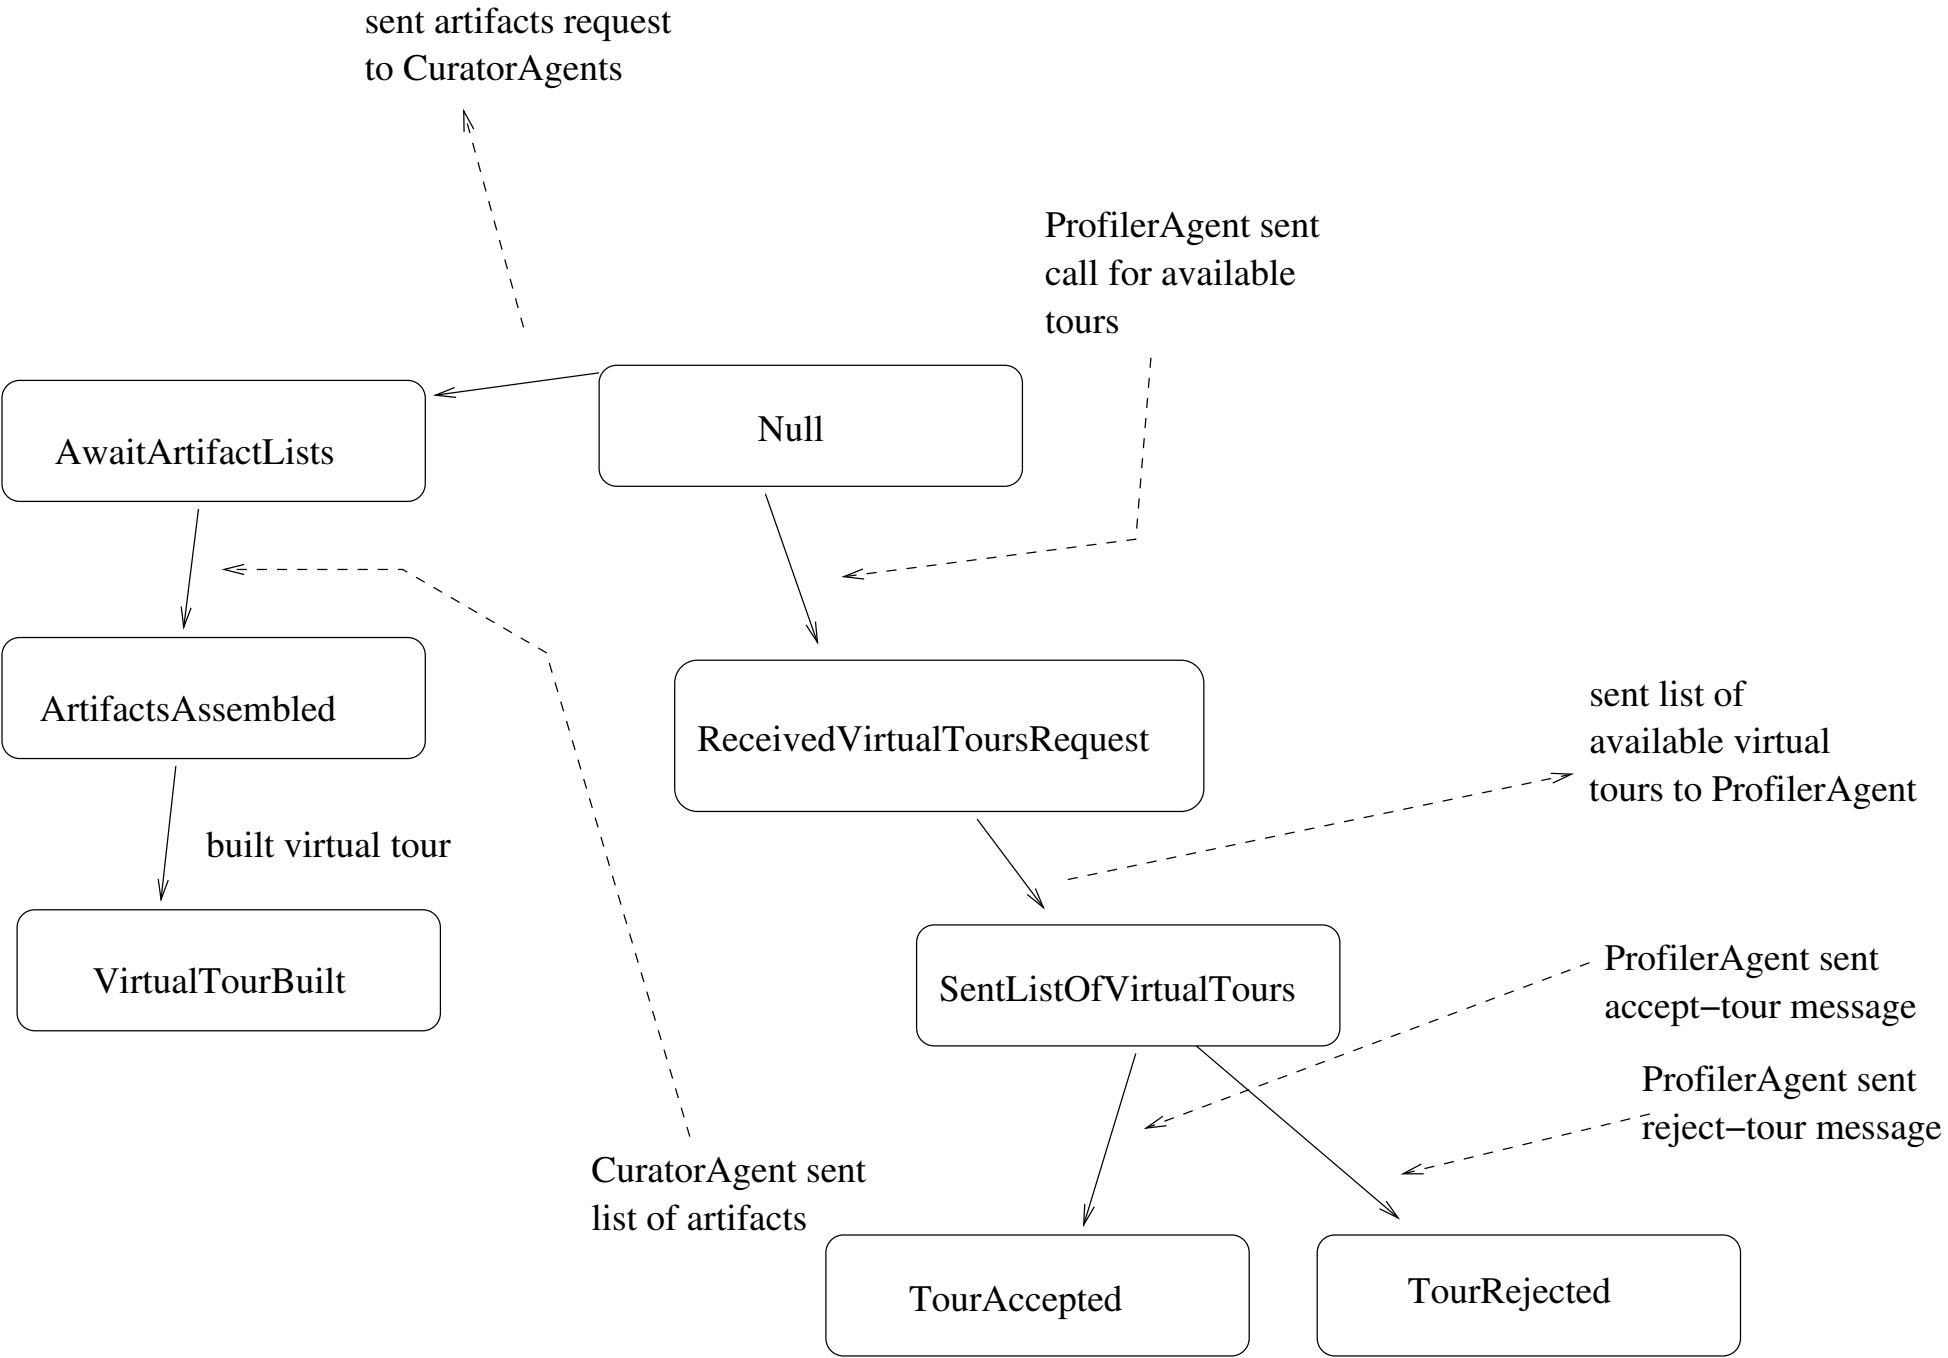 sent artifacts request
to CuratorAgents
ProfilerAgent sent
call for available
tours
Null
AwaitArtifactLists
ArtifactsAssembled
ReceivedVirtualToursRequest
sent list of
available virtual
tours to ProfilerAgent
built virtual tour
VirtualTourBuilt
SentListOfVirtualTours
ProfilerAgent sent
accept−tour message
ProfilerAgent sent
reject−tour message
CuratorAgent sent
list of artifacts
TourAccepted
TourRejected